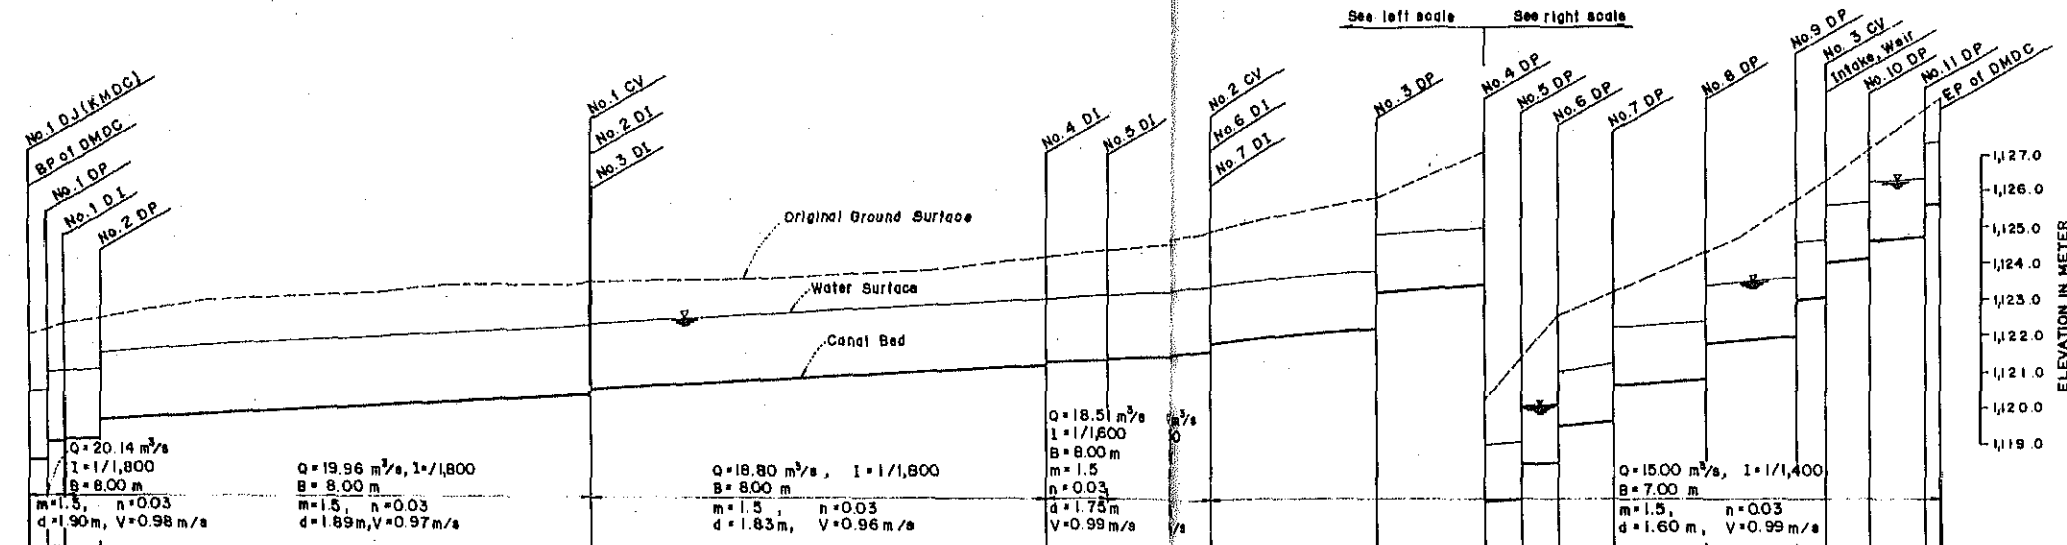 See left scale
See right scale
No.1 DJ(KMDC)
BP of DMDC
No.1 DP
No.1 DI
No.2 DP
No.1 CV
No.2 DI
No.3 DI
No.4 DI
No.5 DI
No.2 CV
No.6 DI
No.7 DI
No.3 DP
No.4 DP
No.5 DP
No.6 DP
No.7 DP
No.8 DP
No.9 DP
No.3 CV
Intake, Weir
No.10 DP
No.11 DP
EP of DMDC
Original Ground Surface
Water Surface
Canal Bed
1,127.0
1,126.0
1,125.0
1,124.0
1,123.0
1,122.0
1,121.0
1,120.0
1,119.0
ELEVATION IN METER
Q=20.14 m³/s
I=1/1,800
B=8.00 m
m=1.5, n=0.03
d=1.90m, V=0.98 m/s
Q=19.96 m³/s, I=/1,800
B= 8.00 m
m=1.5, n=0.03
d=1.89m, V=0.97m/s
Q=18.80 m³/s, I=1/1,800
B= 8.00 m
m=1.5, n=0.03
d=1.83m, V=0.96 m/s
Q=18.51 m³/s
I=1/1,600
B=8.00 m
m=1.5
n=0.03
d=1.75m
V=0.99m/s
m³/s
0
/s
Q=15.00 m³/s, I=1/1,400
B=7.00 m
m=1.5, n=0.03
d=1.60 m, V=0.99m/s